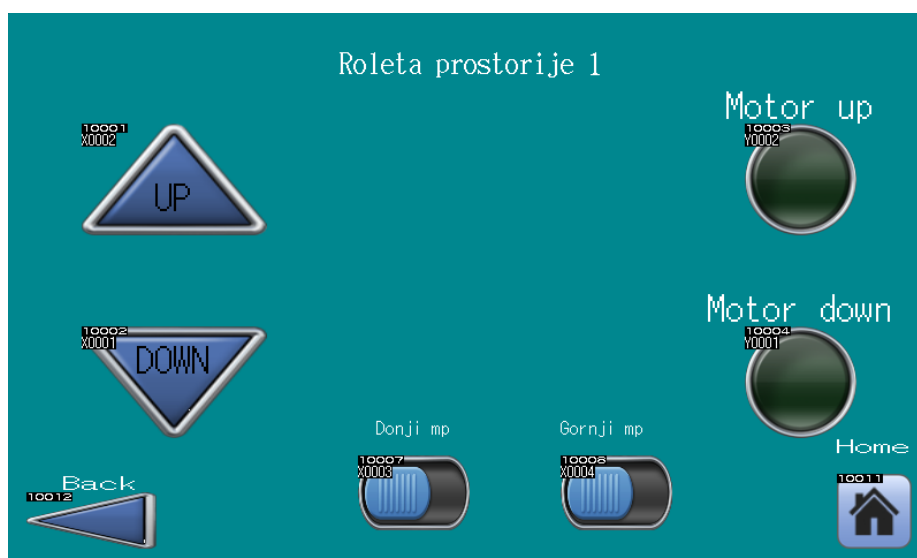 Roleta prostorije 1
Motor up
10001
X0002
UP
10003
Y0002
Motor down
10002
X0001
DOWN
10004
Y0001
Donji mp
Gornji mp
10007
X0003
10008
X0004
Home
10011
Back
10012